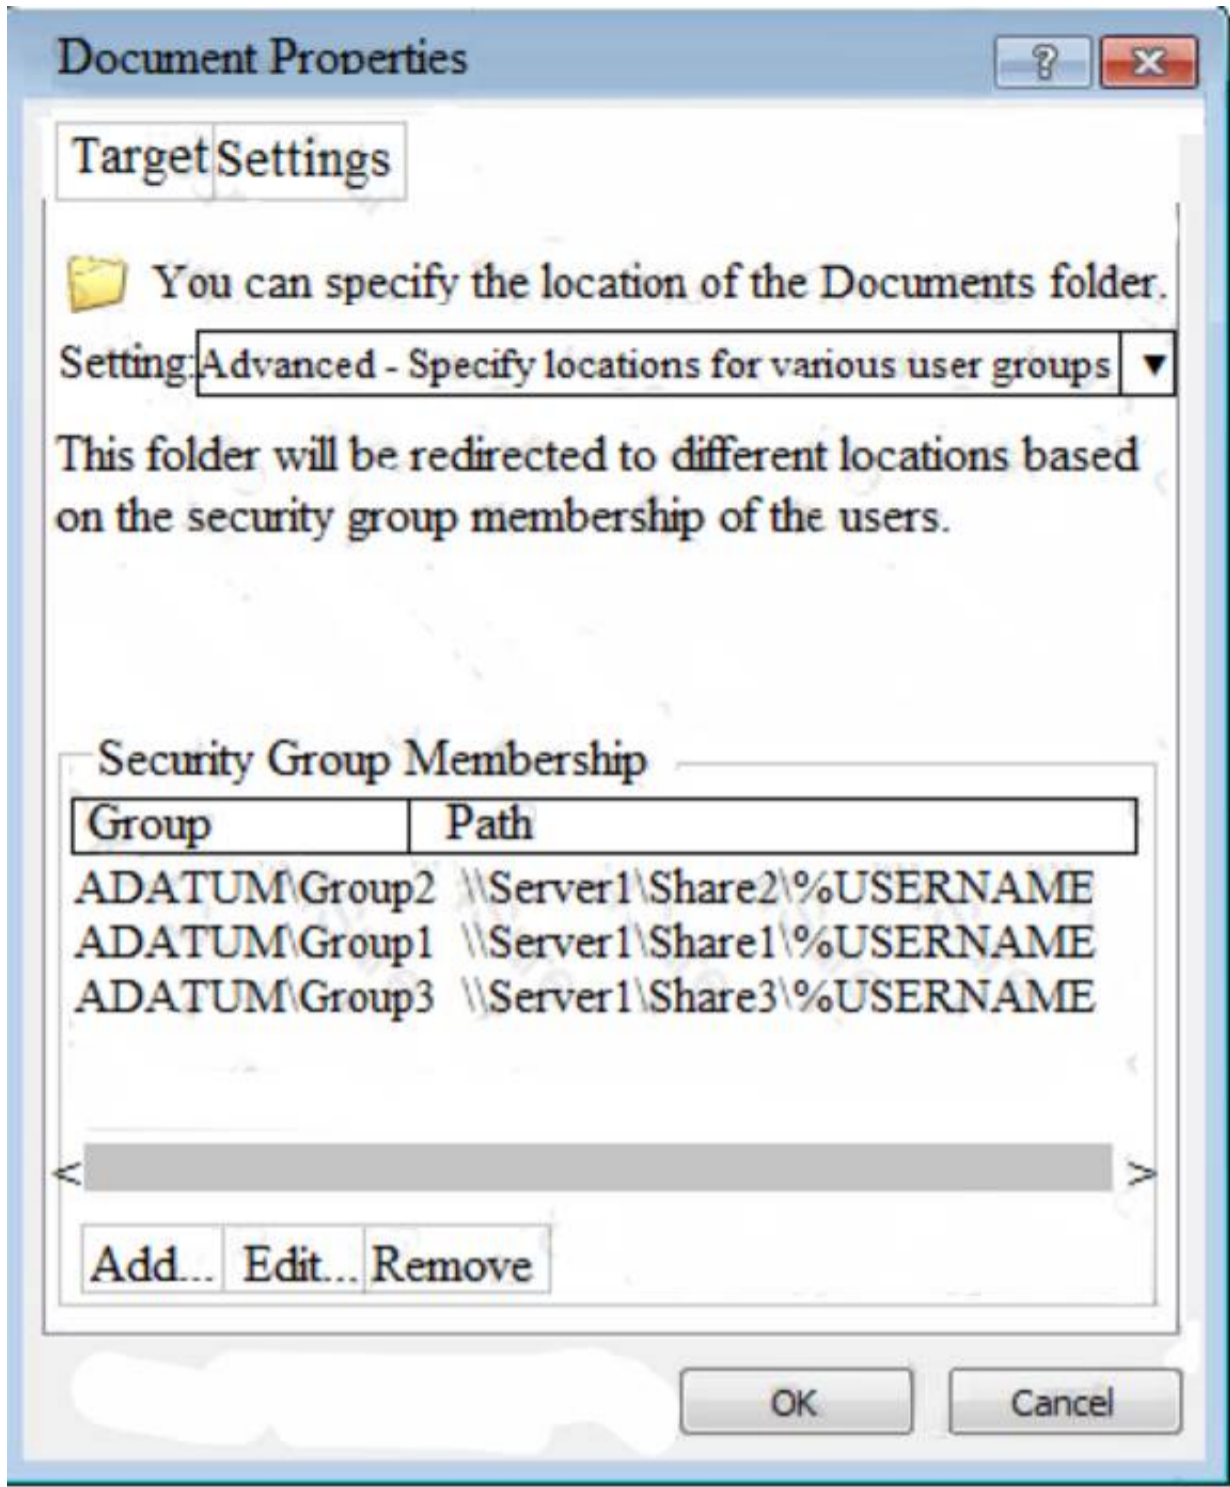 Document Properties
Target Settings
You can specify the location of the Documents folder.
Setting: Advanced - Specify locations for various user groups
This folder will be redirected to different locations based
on the security group membership of the users.
Security Group Membership
Group Path
ADATUM\Group2 \\Server1\Share2\%USERNAME
ADATUM\Group1 \\Server1\Share1\%USERNAME
ADATUM\Group3 \\Server1\Share3\%USERNAME
Add... Edit... Remove
OK Cancel